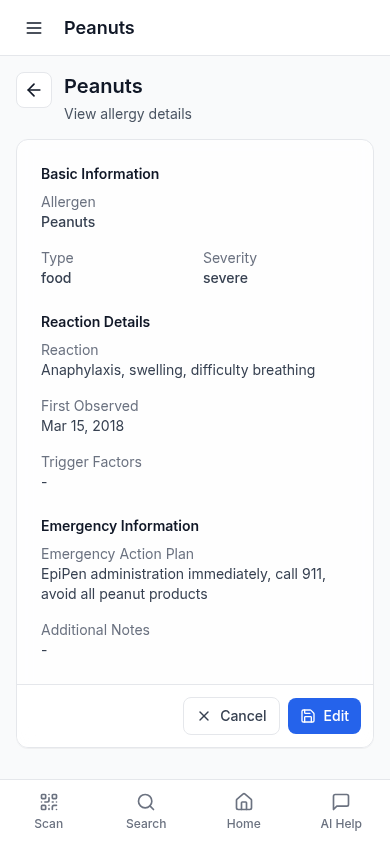 Peanuts
Peanuts
View allergy details
Basic Information
Allergen
Peanuts
Type
Severity
food
severe
Reaction Details
Reaction
Anaphylaxis, swelling, difficulty breathing
First Observed
Mar 15, 2018
Trigger Factors
-
Emergency Information
Emergency Action Plan
EpiPen administration immediately, call 911,
avoid all peanut products
Additional Notes
-
Cancel
Edit
Scan
Search
Home
AI Help